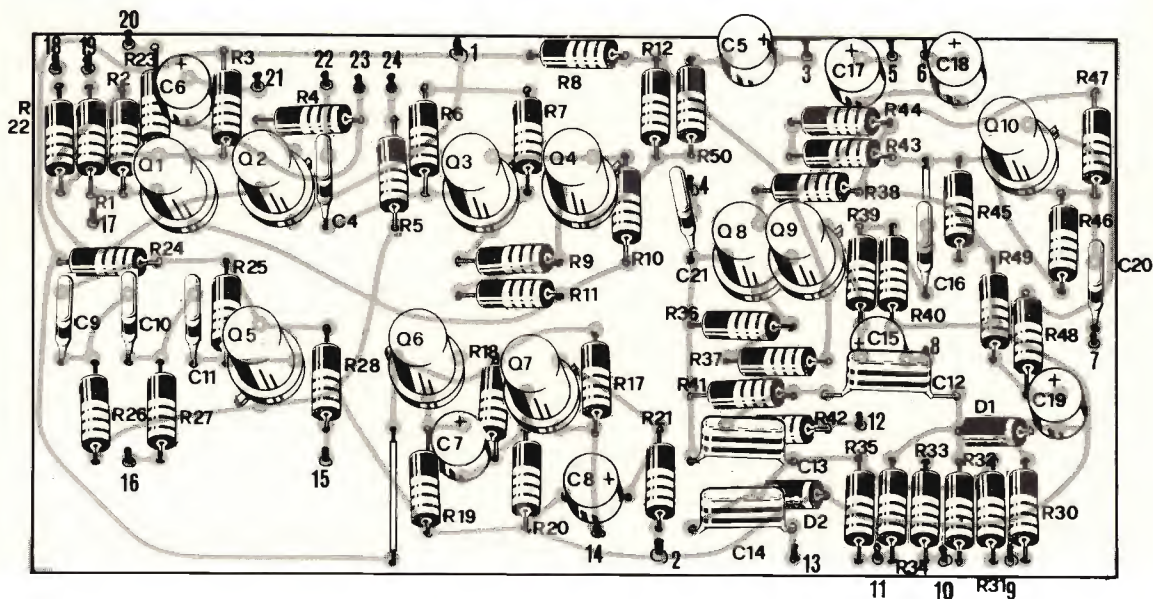 20
18 19 R23 R3 22 23 24 1 R12 C5 + 3 + 5 6 +
C6 + 21 R8 C17 C18 R47
R2 R4 R6 R7 R44
R
22 Q10
Q1 Q2 Q3 Q4 R50 R43
R1 4 R38 R45 R46
17 C4 R5 R10 Q8 Q9 R39
R24 R25 R9 C21 C16 R49 C20
R11
C9 C10 Q5 Q6 R18 R36 R40 R48
C11 R28 Q7 R17 R37 C15 8 7
+
R26 R27 R21 R41 C12 C19 +
C7 + R42 12 D1
15 C8 + C13 R35 R33 R32
16 R19 R20 D2 R30
14 2 C14 13 R34
11 10 R31 9